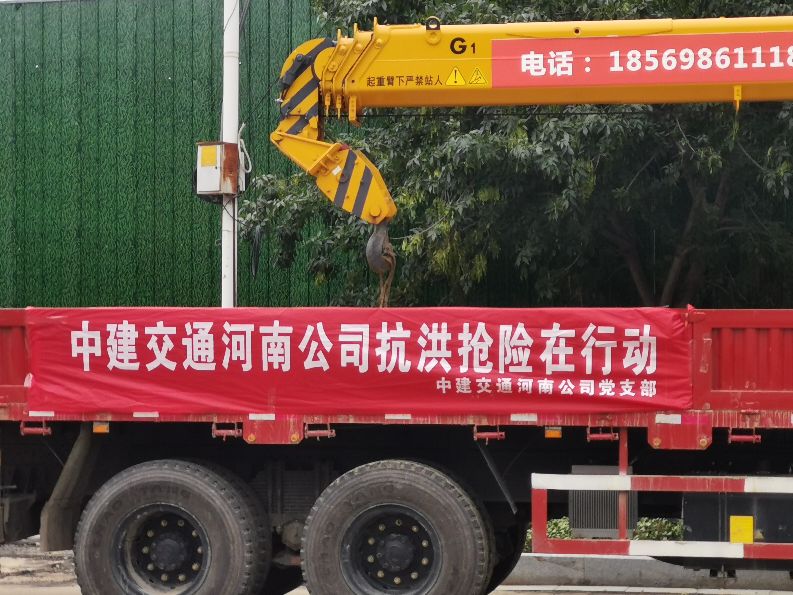 G1
电话：18569861118
起重臂下严禁站人
中建交通河南公司抗洪抢险在行动
中建交通河南公司党支部